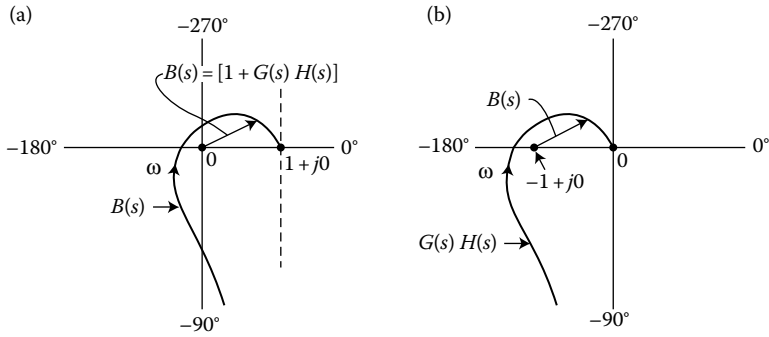 (a)
−270°
B(s) = [1 + G(s) H(s)]
−180°
0
1 + j0
0°
ω
B(s)
−90°
(b)
−270°
B(s)
−180°
−1 + j0
0
0°
ω
G(s) H(s)
−90°